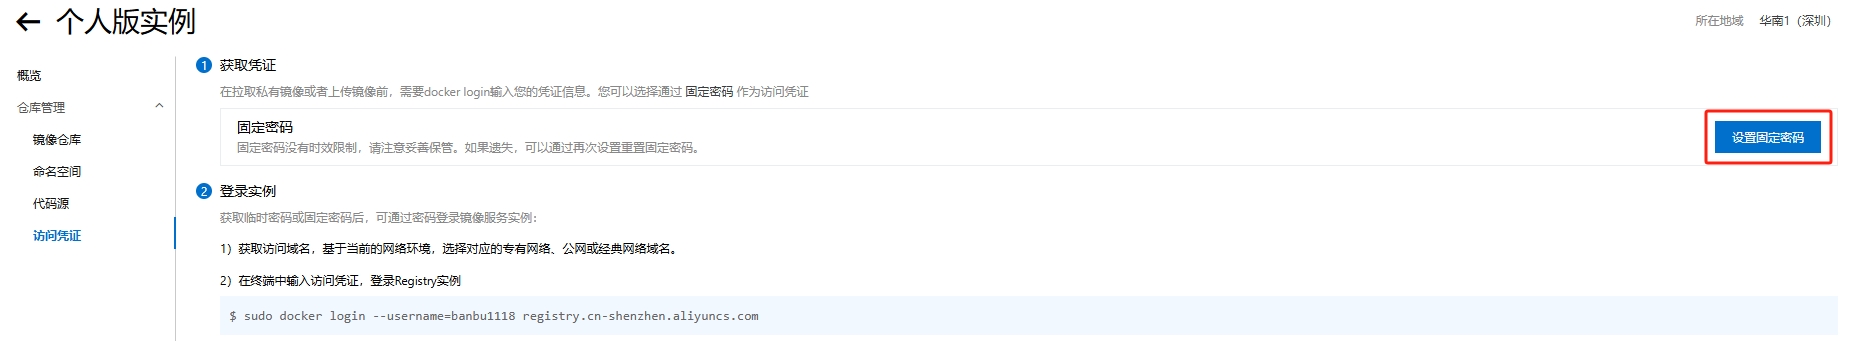 个人版实例
所在地域 华南1（深圳）
概览
仓库管理
镜像仓库
命名空间
代码源
访问凭证
1 获取凭证
在拉取私有镜像或者上传镜像前，需要docker login输入您的凭证信息。您可以选择通过 固定密码 作为访问凭证
固定密码
固定密码没有时效限制，请注意妥善保管。如果遗失，可以通过再次设置重置固定密码。
设置固定密码
2 登录实例
获取临时密码或固定密码后，可通过密码登录镜像服务实例：
1）获取访问域名，基于当前的网络环境，选择对应的专有网络、公网或经典网络域名。
2）在终端中输入访问凭证，登录Registry实例
$ sudo docker login --username=banbu1118 registry.cn-shenzhen.aliyuncs.com